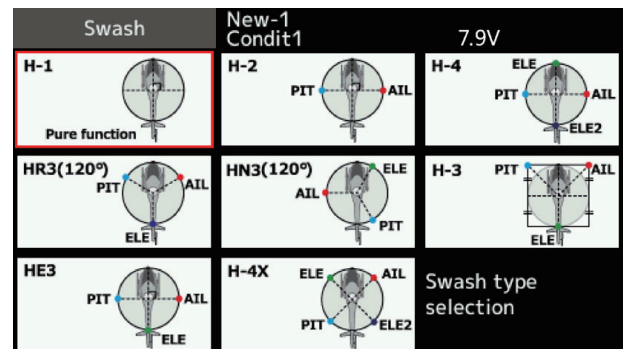 Swash
New-1
Condit1
7.9V
H-1
Pure function
H-2
PIT
AIL
H-4
ELE
PIT
AIL
ELE2
HR3(120°)
PIT
AIL
ELE
HN3(120°)
ELE
AIL
PIT
H-3
PIT
AIL
ELE
HE3
PIT
AIL
ELE
H-4X
ELE
AIL
PIT
ELE2
Swash type
selection